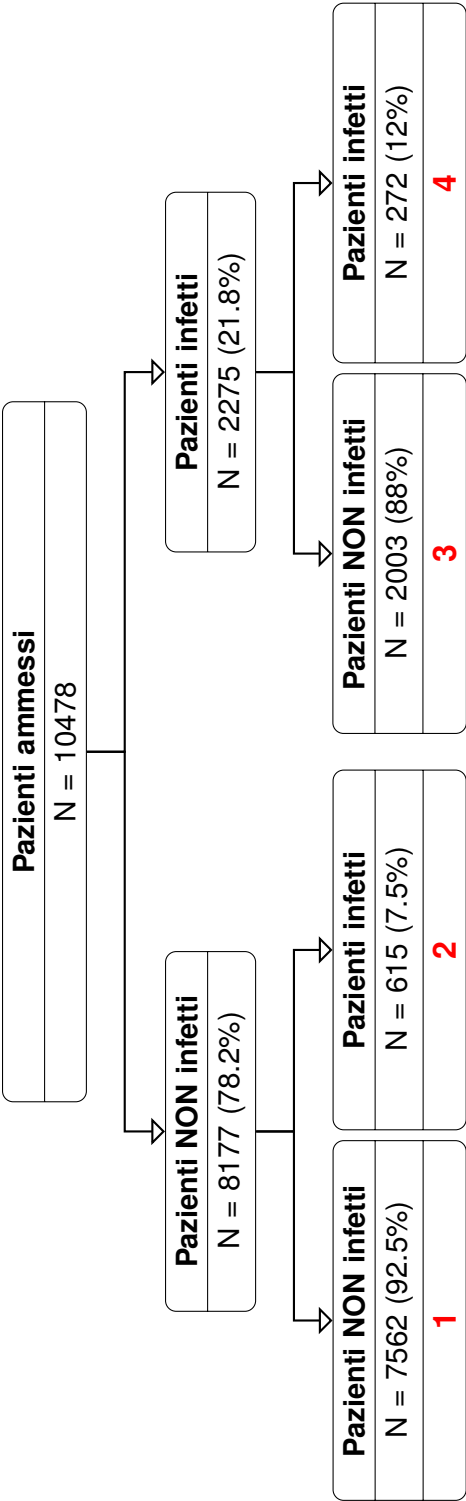 Pazienti ammessi
N = 10478
Pazienti NON infetti
N = 8177 (78.2%)
Pazienti infetti
N = 2275 (21.8%)
Pazienti NON infetti
N = 7562 (92.5%)
1
Pazienti infetti
N = 615 (7.5%)
2
Pazienti NON infetti
N = 2003 (88%)
3
Pazienti infetti
N = 272 (12%)
4